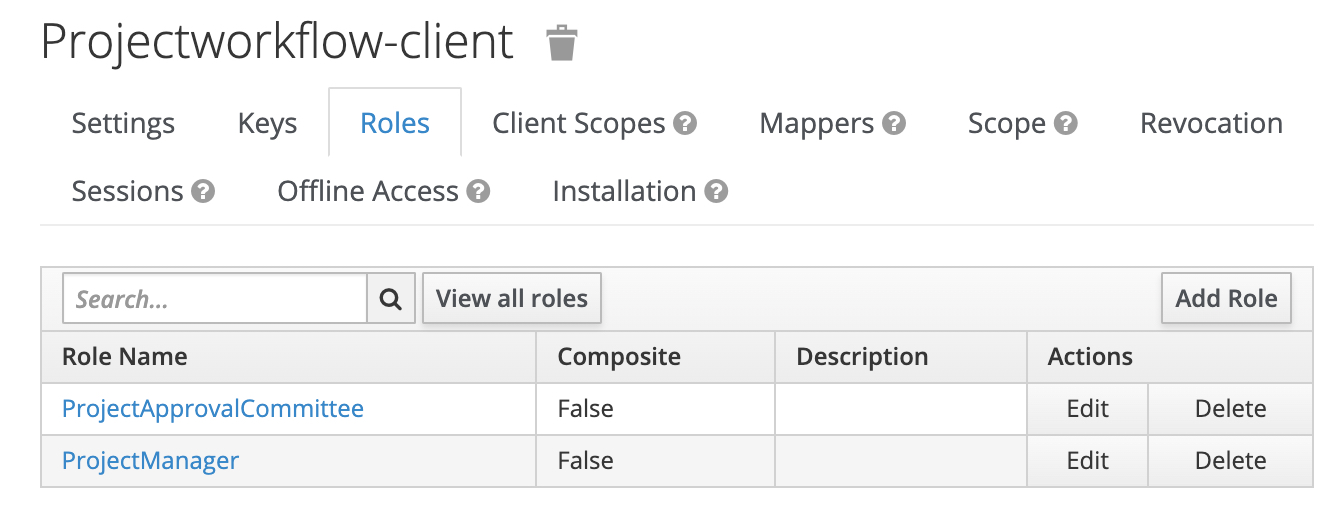 Projectworkflow-client
Settings Keys Roles Client Scopes ? Mappers ? Scope ? Revocation
Sessions ? Offline Access ? Installation ?
Search... View all roles Add Role
Role Name Composite Description Actions
ProjectApprovalCommittee False Edit Delete
ProjectManager False Edit Delete